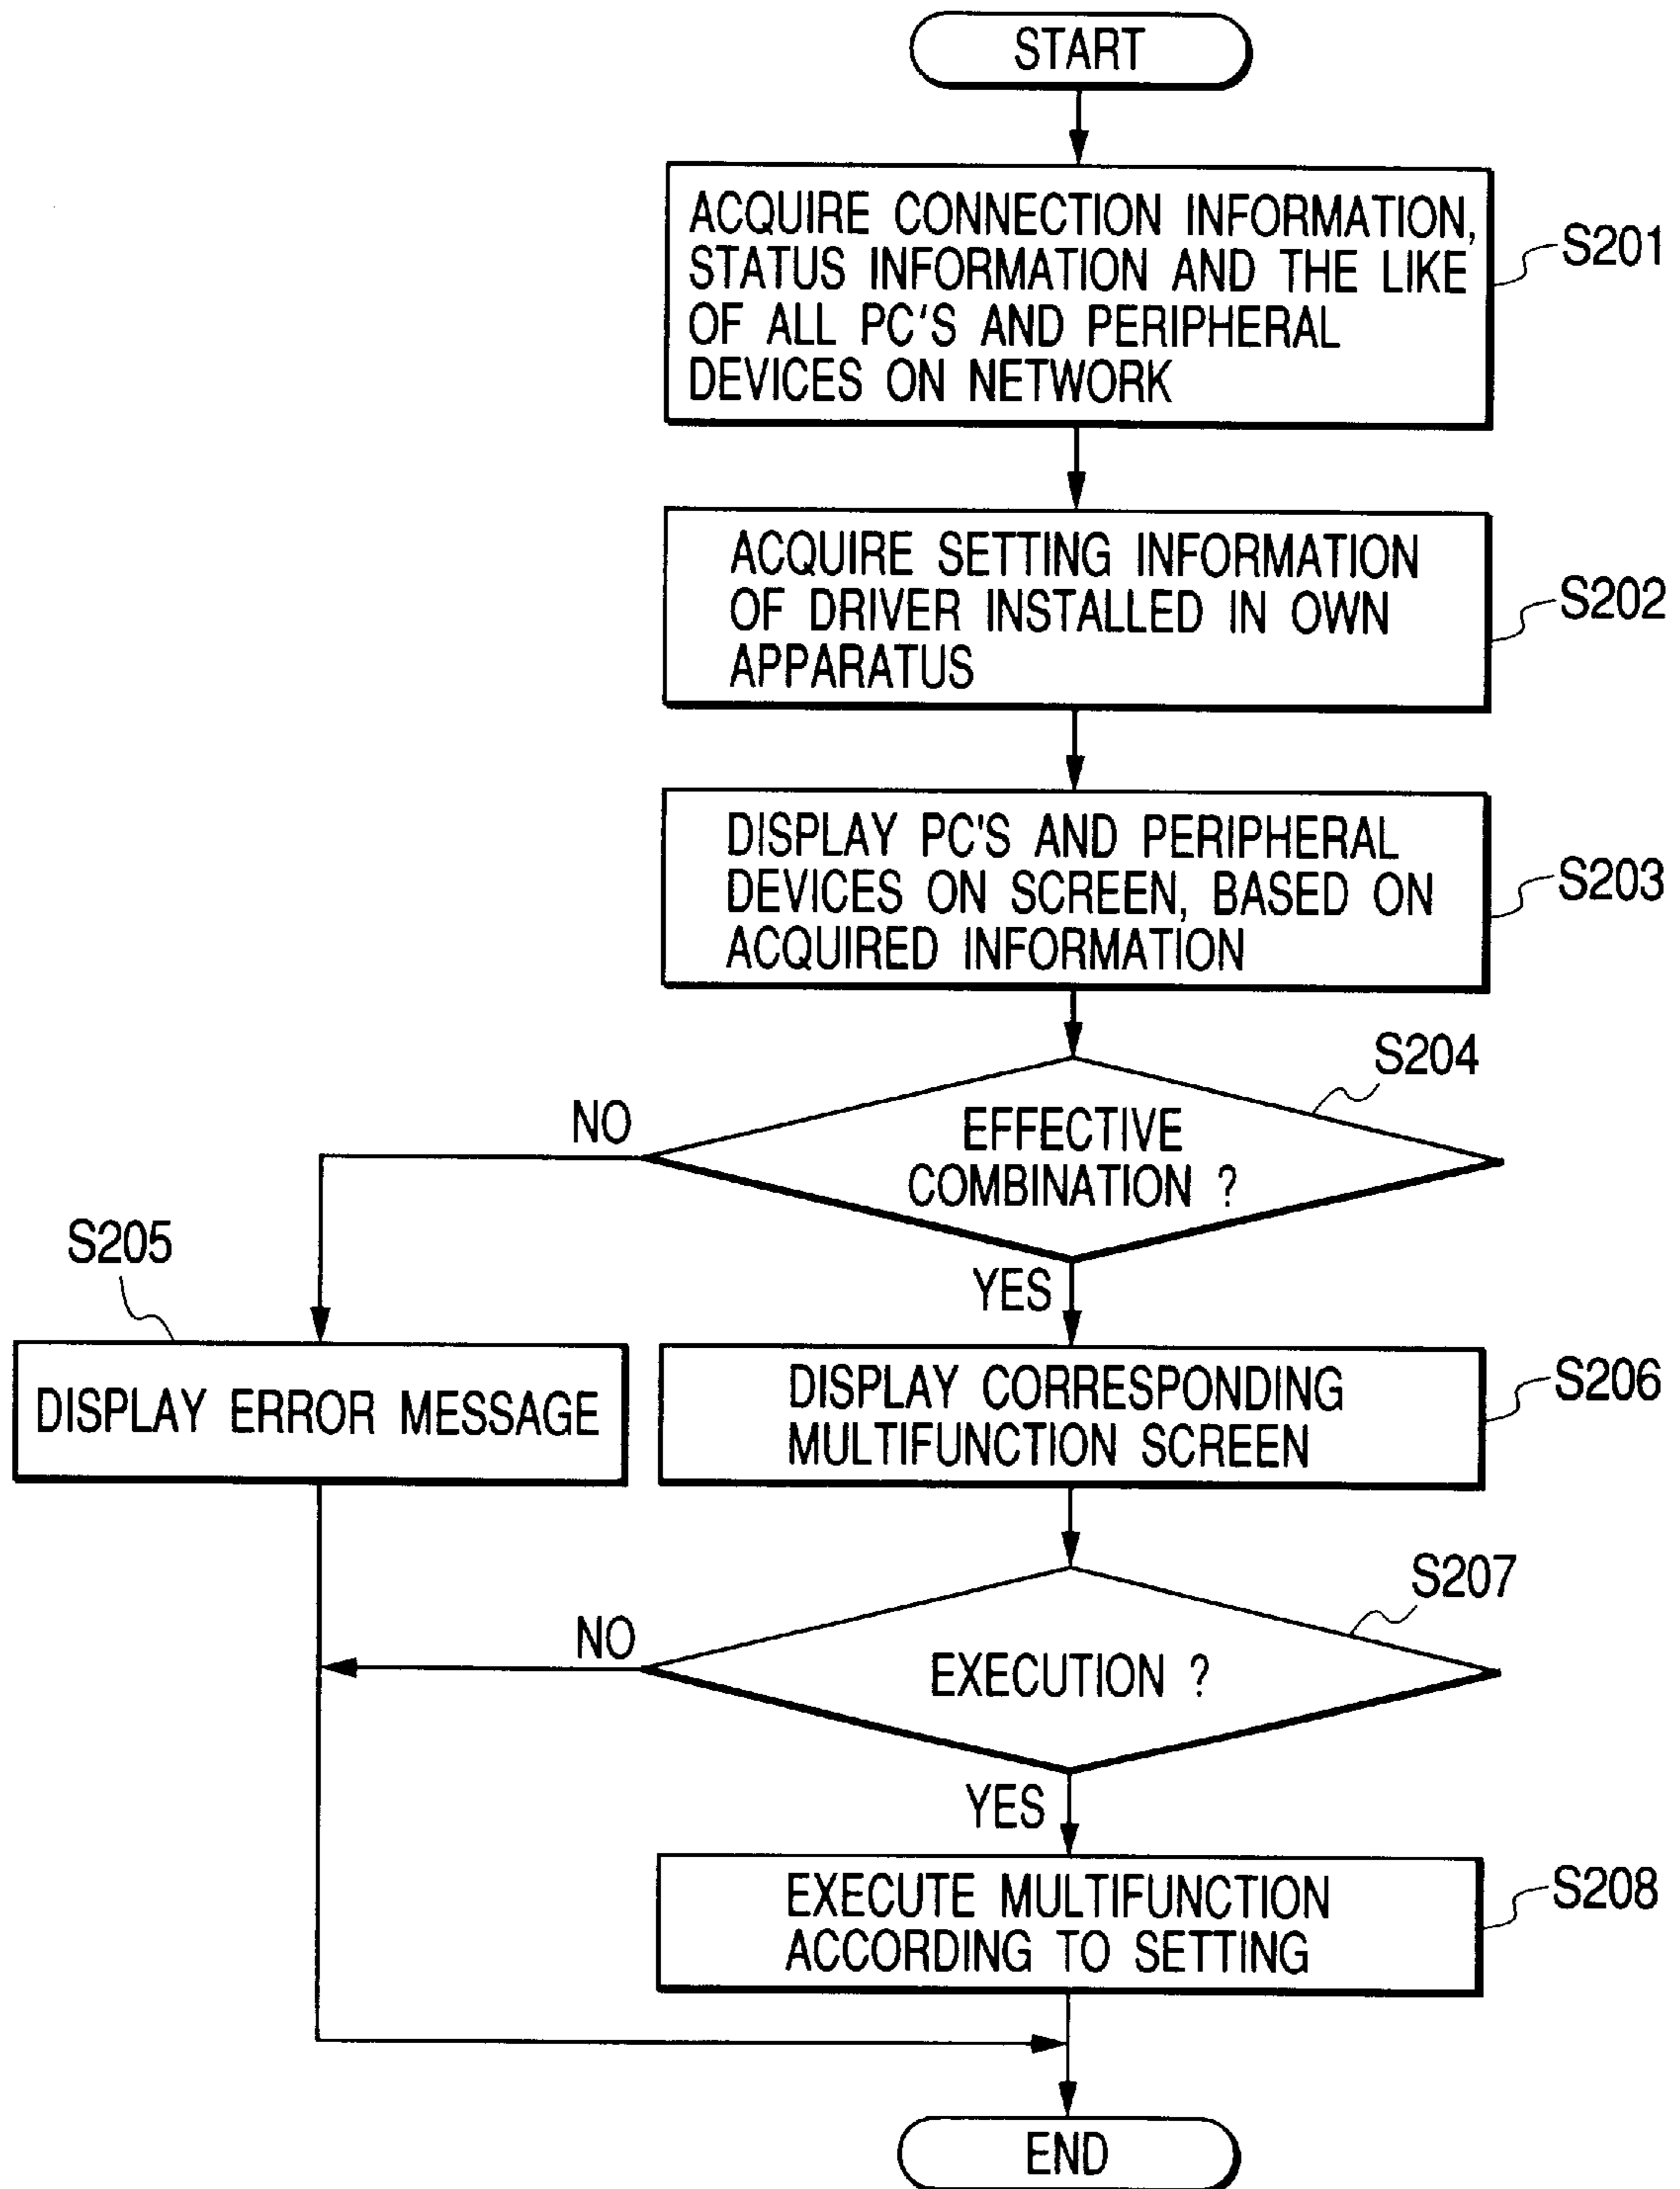 START
ACQUIRE CONNECTION INFORMATION,
STATUS INFORMATION AND THE LIKE
OF ALL PC'S AND PERIPHERAL
DEVICES ON NETWORK
S201
ACQUIRE SETTING INFORMATION
OF DRIVER INSTALLED IN OWN
APPARATUS
S202
DISPLAY PC'S AND PERIPHERAL
DEVICES ON SCREEN, BASED ON
ACQUIRED INFORMATION
S203
S204
EFFECTIVE
COMBINATION ?
NO
YES
S205
DISPLAY ERROR MESSAGE
DISPLAY CORRESPONDING
MULTIFUNCTION SCREEN
S206
S207
EXECUTION ?
NO
YES
EXECUTE MULTIFUNCTION
ACCORDING TO SETTING
S208
END